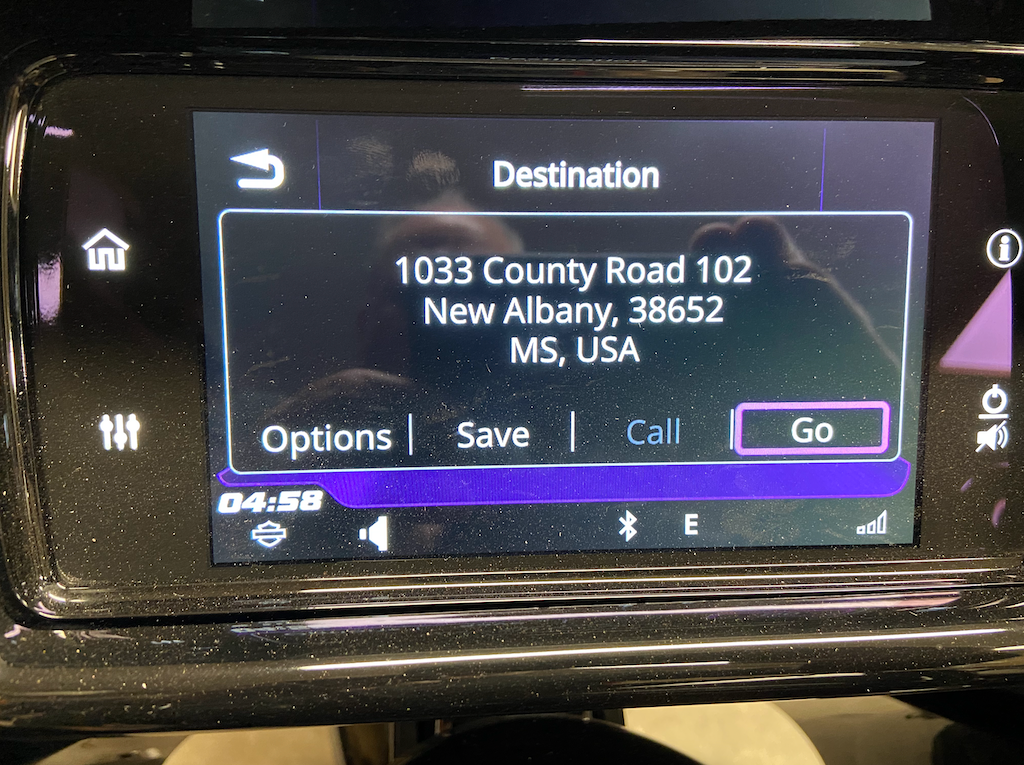 Destination
1033 County Road 102
New Albany, 38652
MS, USA
Options
Save
Call
Go
04:58
E